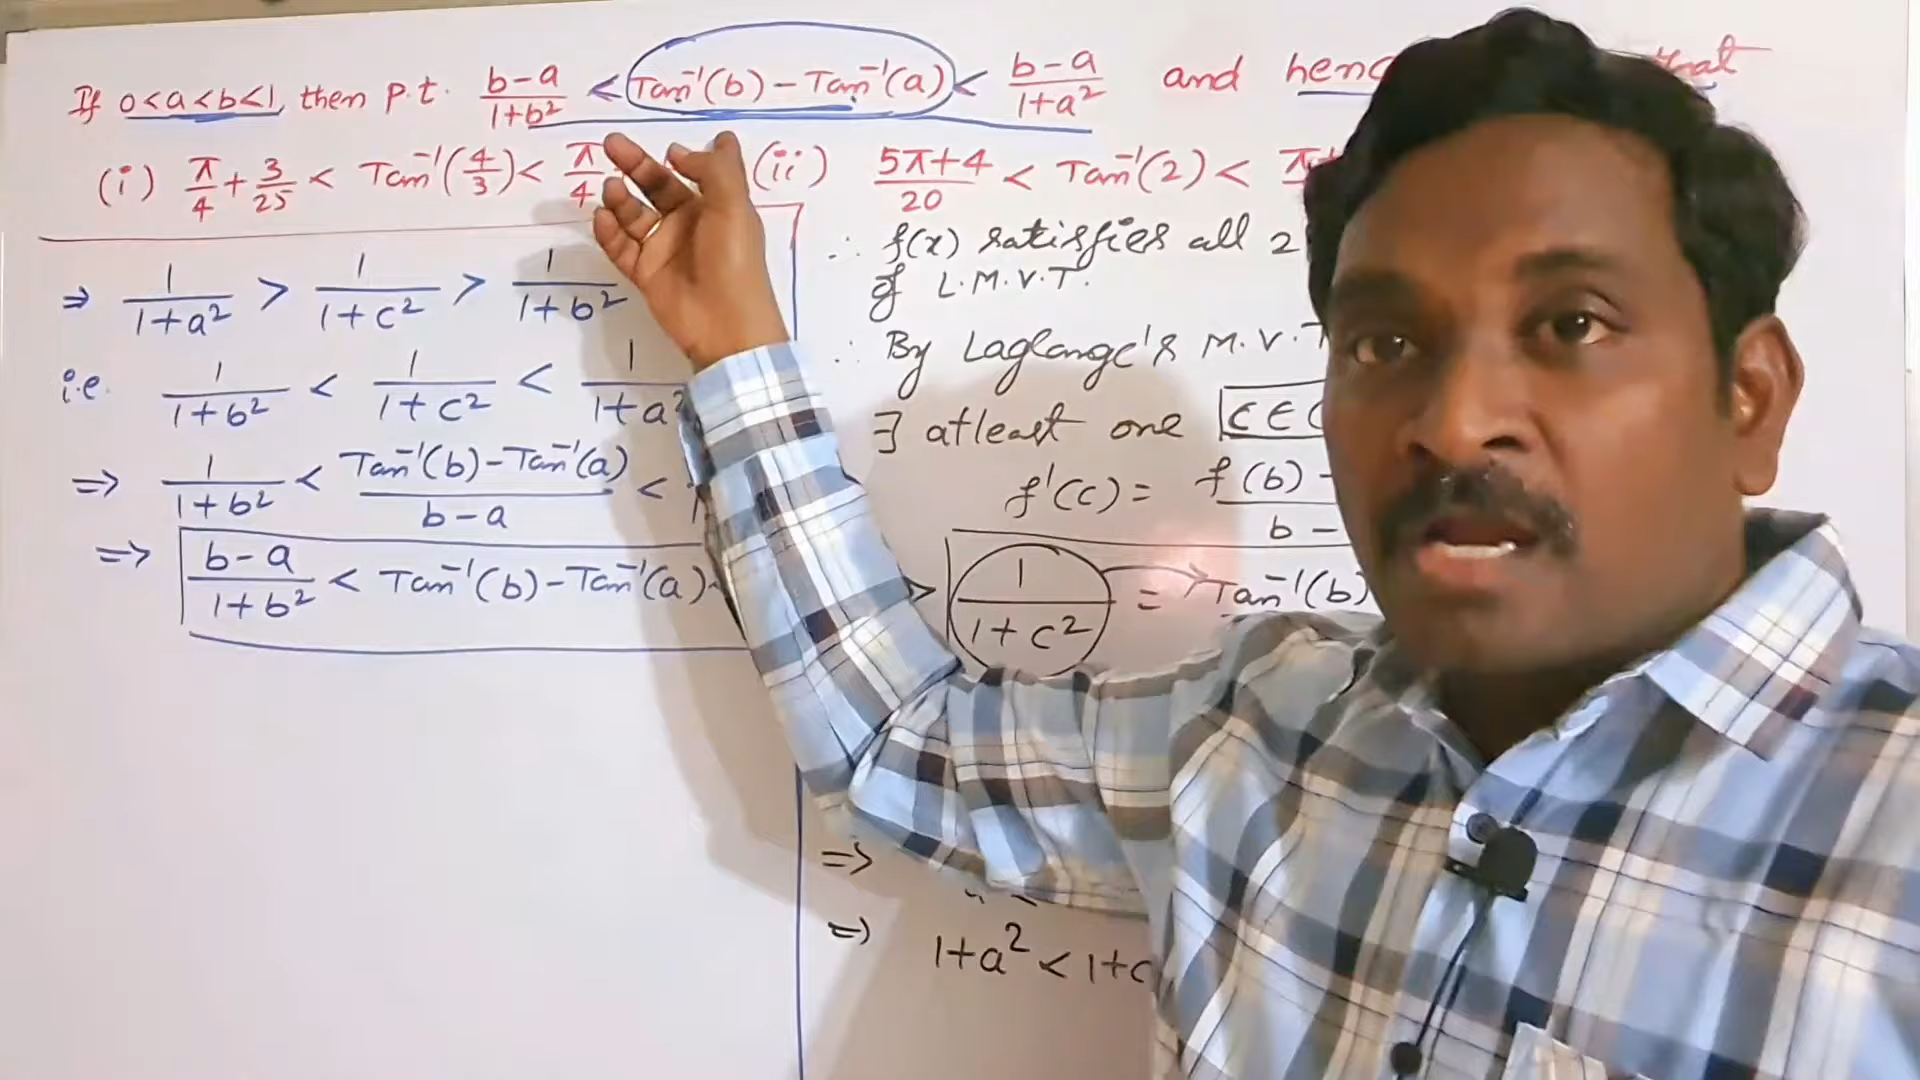 If 0<a<b<1, then p.t. (b-a)/(1+b²) < Tan⁻¹(b) - Tan⁻¹(a) < (b-a)/(1+a²) and
(i) π/4 + 3/25 < Tan⁻¹(4/3) < π/4
(ii) (5π+4)/20 < Tan⁻¹(2) <
⇒ 1/(1+a²) > 1/(1+c²) > 1/(1+b²)
i.e. 1/(1+b²) < 1/(1+c²) < 1/(1+a²
⇒ 1/(1+b²) < (Tan⁻¹(b) - Tan⁻¹(a))/(b-a) <
⇒ (b-a)/(1+b²) < Tan⁻¹(b) - Tan⁻¹(a)
∴ f(x) satisfies all
of L.M.V.T.
∴ By Lagrange's M.V.T
∃ atleast one c ∈
f'(c) = f(b) -
b -
1/(1+c²) = Tan⁻¹(b)
⇒
⇒ 1+a² < 1+c